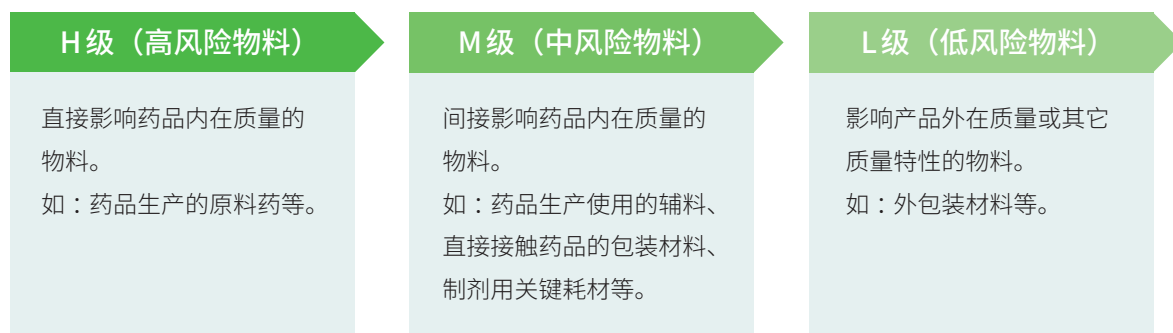 H级（高风险物料）
直接影响药品内在质量的
物料。
如：药品生产的原料药等。
M级（中风险物料）
间接影响药品内在质量的
物料。
如：药品生产使用的辅料、
直接接触药品的包装材料、
制剂用关键耗材等。
L级（低风险物料）
影响产品外在质量或其它
质量特性的物料。
如：外包装材料等。